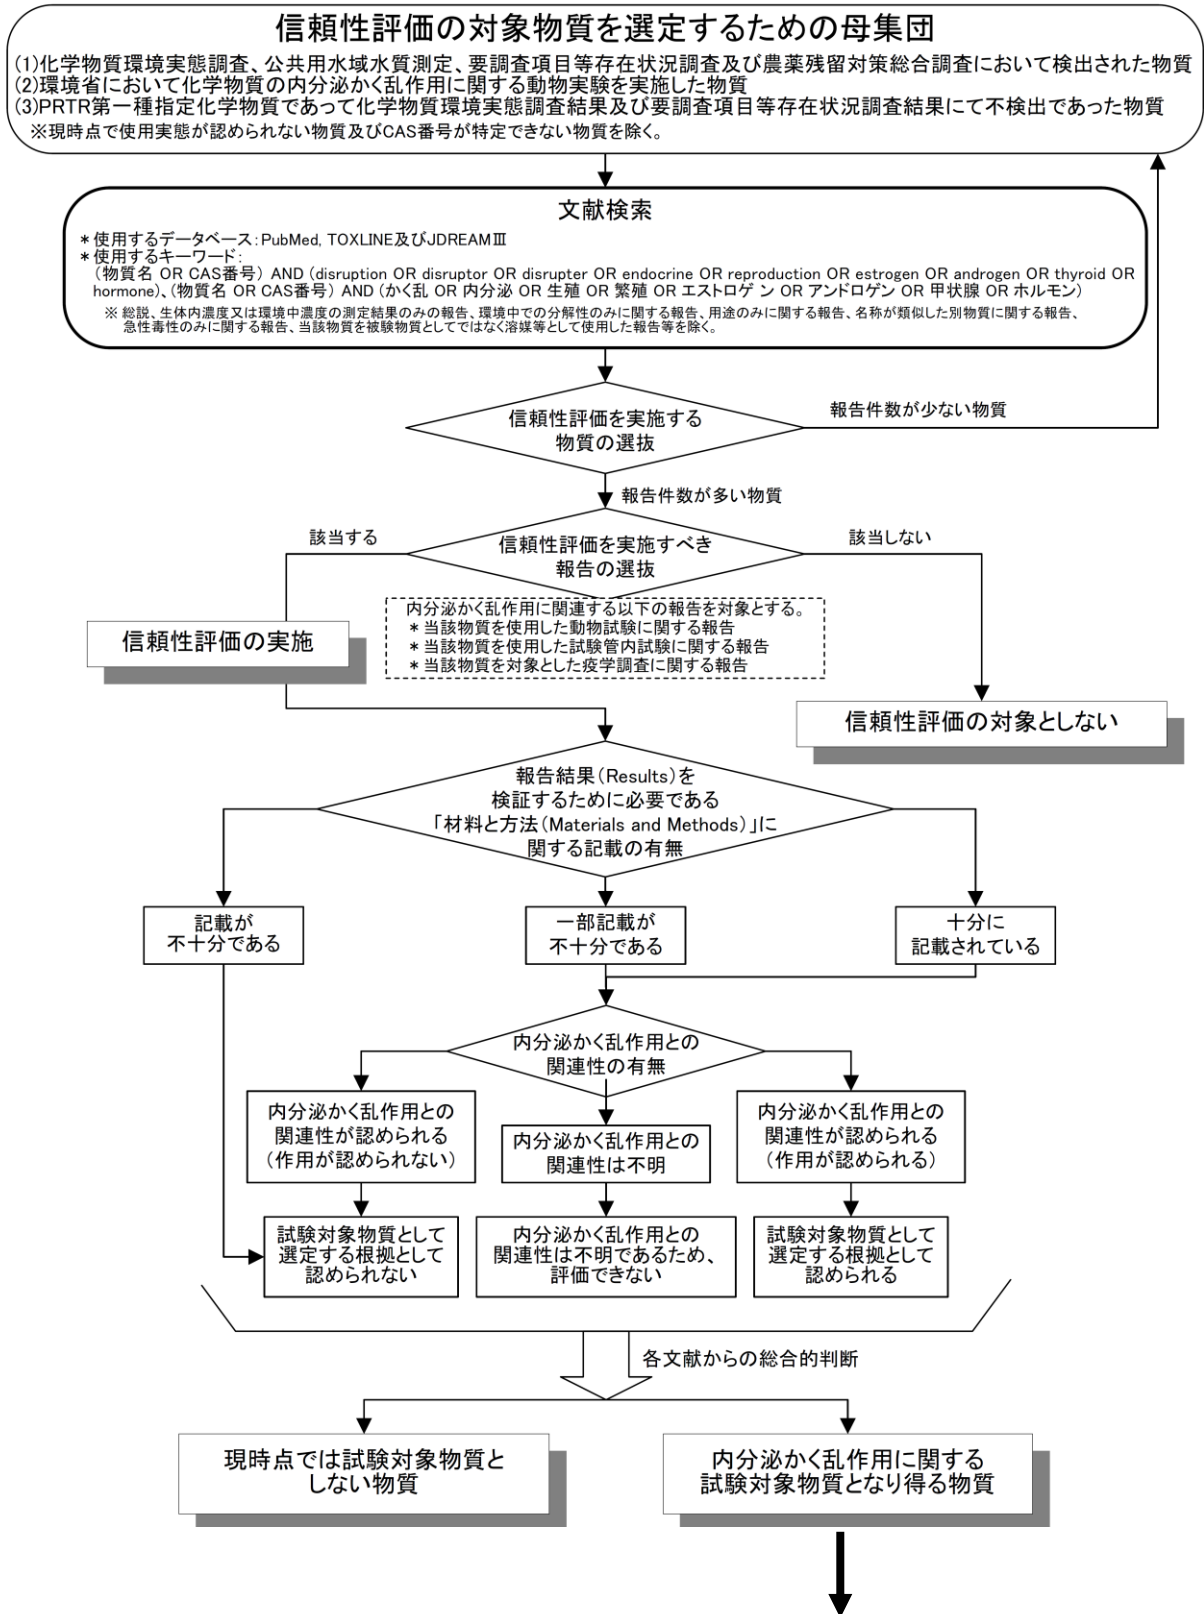 信頼性評価の対象物質を選定するための母集団
(1)化学物質環境実態調査、公共用水域水質測定、要調査項目等存在状況調査及び農薬残留対策総合調査において検出された物質
(2)環境省において化学物質の内分泌かく乱作用に関する動物実験を実施した物質
(3)PRTR第一種指定化学物質であって化学物質環境実態調査結果及び要調査項目等存在状況調査結果にて不検出であった物質
※現時点で使用実態が認められない物質及びCAS番号が特定できない物質を除く。
文献検索
＊使用するデータベース：PubMed, TOXLINE及びJDREAMⅢ
＊使用するキーワード：
(物質名 OR CAS番号) AND (disruption OR disruptor OR disrupter OR endocrine OR reproduction OR estrogen OR androgen OR thyroid OR
hormone)、(物質名 OR CAS番号) AND (かく乱 OR 内分泌 OR 生殖 OR 繁殖 OR エストロゲン OR アンドロゲン OR 甲状腺 OR ホルモン)
※ 総説、生体内濃度又は環境中濃度の測定結果のみの報告、環境中での分解性のみに関する報告、用途のみに関する報告、名称が類似した別物質に関する報告、
急性毒性のみに関する報告、当該物質を被験物質としてではなく溶媒等として使用した報告等を除く。
信頼性評価を実施する
物質の選抜
報告件数が少ない物質
報告件数が多い物質
該当する
信頼性評価を実施すべき
報告の選抜
該当しない
内分泌かく乱作用に関連する以下の報告を対象とする。
＊当該物質を使用した動物試験に関する報告
＊当該物質を使用した試験管内試験に関する報告
＊当該物質を対象とした疫学調査に関する報告
信頼性評価の実施
信頼性評価の対象としない
報告結果(Results)を
検証するために必要である
「材料と方法(Materials and Methods)」に
関する記載の有無
記載が
不十分である
一部記載が
不十分である
十分に
記載されている
内分泌かく乱作用との
関連性の有無
内分泌かく乱作用との
関連性が認められる
(作用が認められない)
内分泌かく乱作用との
関連性は不明
内分泌かく乱作用との
関連性が認められる
(作用が認められる)
試験対象物質として
選定する根拠として
認められない
内分泌かく乱作用との
関連性は不明であるため、
評価できない
試験対象物質として
選定する根拠として
認められる
各文献からの総合的判断
現時点では試験対象物質と
しない物質
内分泌かく乱作用に関する
試験対象物質となり得る物質